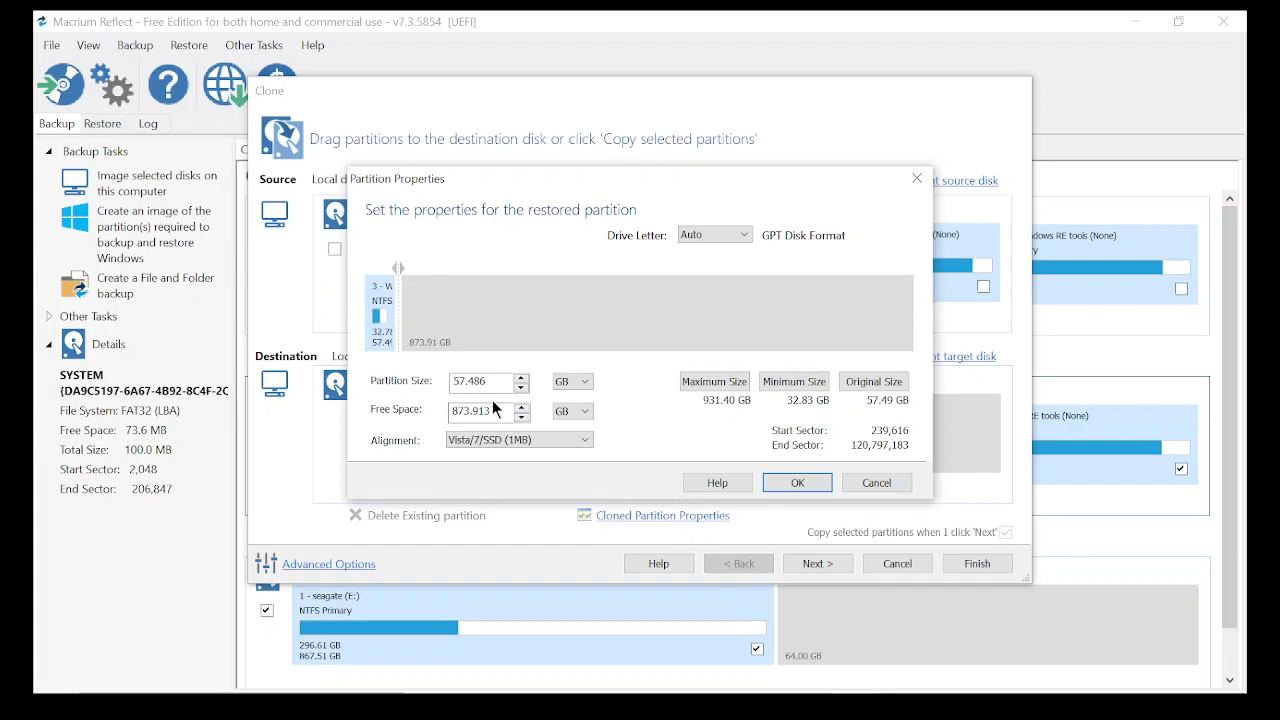 Macrium Reflect - Free Edition for both home and commercial use - v7.3.5854 [UEFI]
File View Backup Restore Other Tasks Help
Backup Restore Log
Backup Tasks
Image selected disks on
this computer
Create an image of the
partition(s) required to
backup and restore
Windows
Create a File and Folder
backup
Other Tasks
Details
SYSTEM
{DA9C5197-6A67-4B92-8C4F-2C
File System: FAT32 (LBA)
Free Space: 73.6 MB
Total Size: 100.0 MB
Start Sector: 2,048
End Sector: 206,847
Clone
Drag partitions to the destination disk or click 'Copy selected partitions'
Source Local d
t source disk
(None)
dows RE tools (None)
Destination Loc
nt target disk
RE tools (None)
Partition Properties
Set the properties for the restored partition
Drive Letter: Auto GPT Disk Format
3 - W
NTFS
32.78
57.49
873.91 GB
Partition Size: 57.486 GB
Free Space: 873.913 GB
Alignment: Vista/7/SSD (1MB)
Maximum Size Minimum Size Original Size
931.40 GB 32.83 GB 57.49 GB
Start Sector: 239,616
End Sector: 120,797,183
Help OK Cancel
Delete Existing partition Cloned Partition Properties
Copy selected partitions when I click 'Next'
Advanced Options Help < Back Next > Cancel Finish
1 - seagate (E:)
NTFS Primary
296.61 GB
867.51 GB
64.00 GB